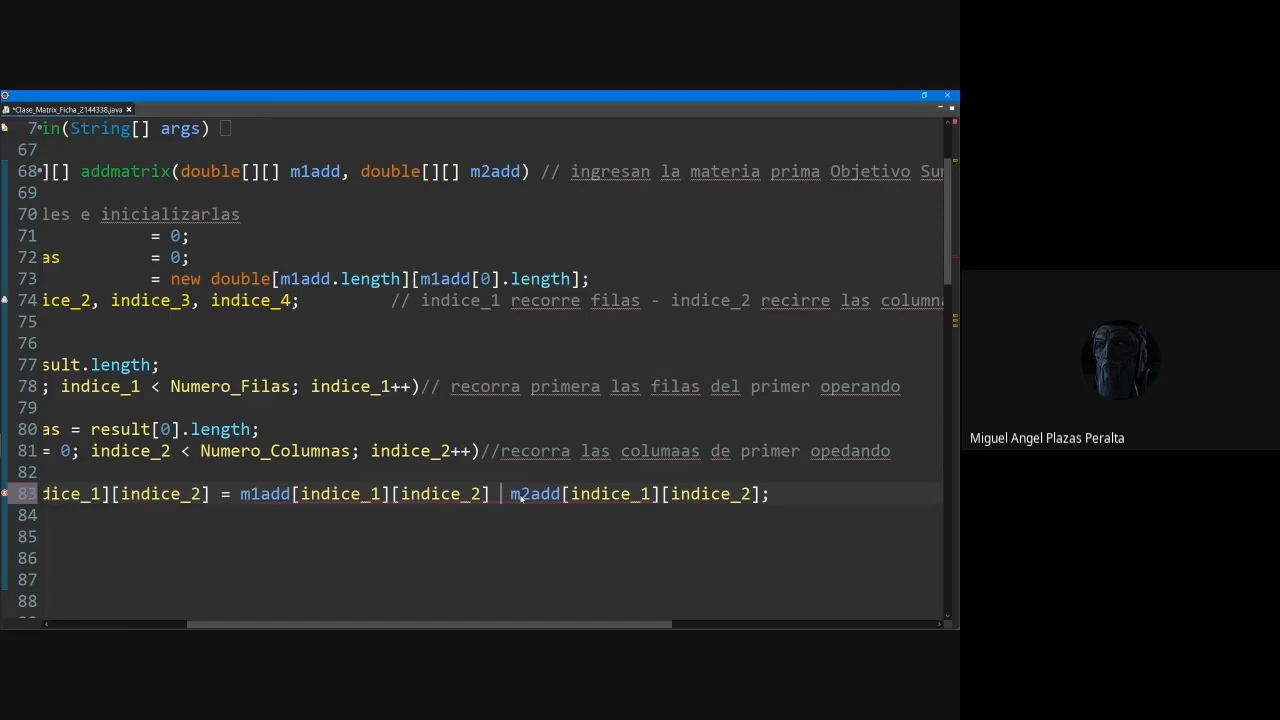 *Clase_Matrix_Ficha_2144338.java
7 in(String[] args)
67
68 ][] addmatrix(double[][] m1add, double[][] m2add) // ingresan la materia prima Objetivo Sum
69
70 les e inicializarlas
71 = 0;
72 as = 0;
73 = new double[m1add.length][m1add[0].length];
74 ice_2, indice_3, indice_4; // indice_1 recorre filas - indice_2 recirre las columna
75
76
77 sult.length;
78 ; indice_1 < Numero_Filas; indice_1++)// recorra primera las filas del primer operando
79
80 as = result[0].length;
81 = 0; indice_2 < Numero_Columnas; indice_2++)//recorra las columaas de primer opedando
82
83 dice_1][indice_2] = m1add[indice_1][indice_2] m2add[indice_1][indice_2];
84
85
86
87
88
Miguel Angel Plazas Peralta